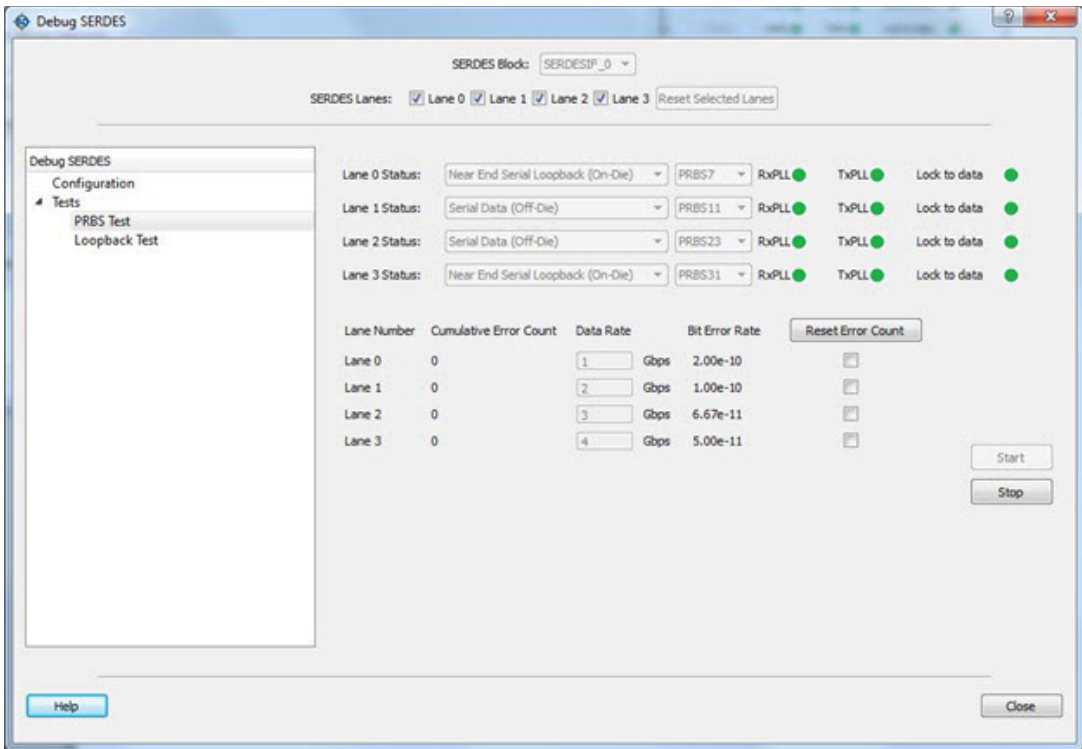 Debug SERDES
SERDES Block: SERDESIF_0
SERDES Lanes: Lane 0 Lane 1 Lane 2 Lane 3 Reset Selected Lanes
Debug SERDES
Configuration
Tests
PRBS Test
Loopback Test
Lane 0 Status: Near End Serial Loopback (On-Die) PRBS7 RxPLL TxPLL Lock to data
Lane 1 Status: Serial Data (Off-Die) PRBS11 RxPLL TxPLL Lock to data
Lane 2 Status: Serial Data (Off-Die) PRBS23 RxPLL TxPLL Lock to data
Lane 3 Status: Near End Serial Loopback (On-Die) PRBS31 RxPLL TxPLL Lock to data
Lane Number Cumulative Error Count Data Rate Bit Error Rate Reset Error Count
Lane 0 0 1 Gbps 2.00e-10
Lane 1 0 2 Gbps 1.00e-10
Lane 2 0 3 Gbps 6.67e-11
Lane 3 0 4 Gbps 5.00e-11
Start
Stop
Help
Close